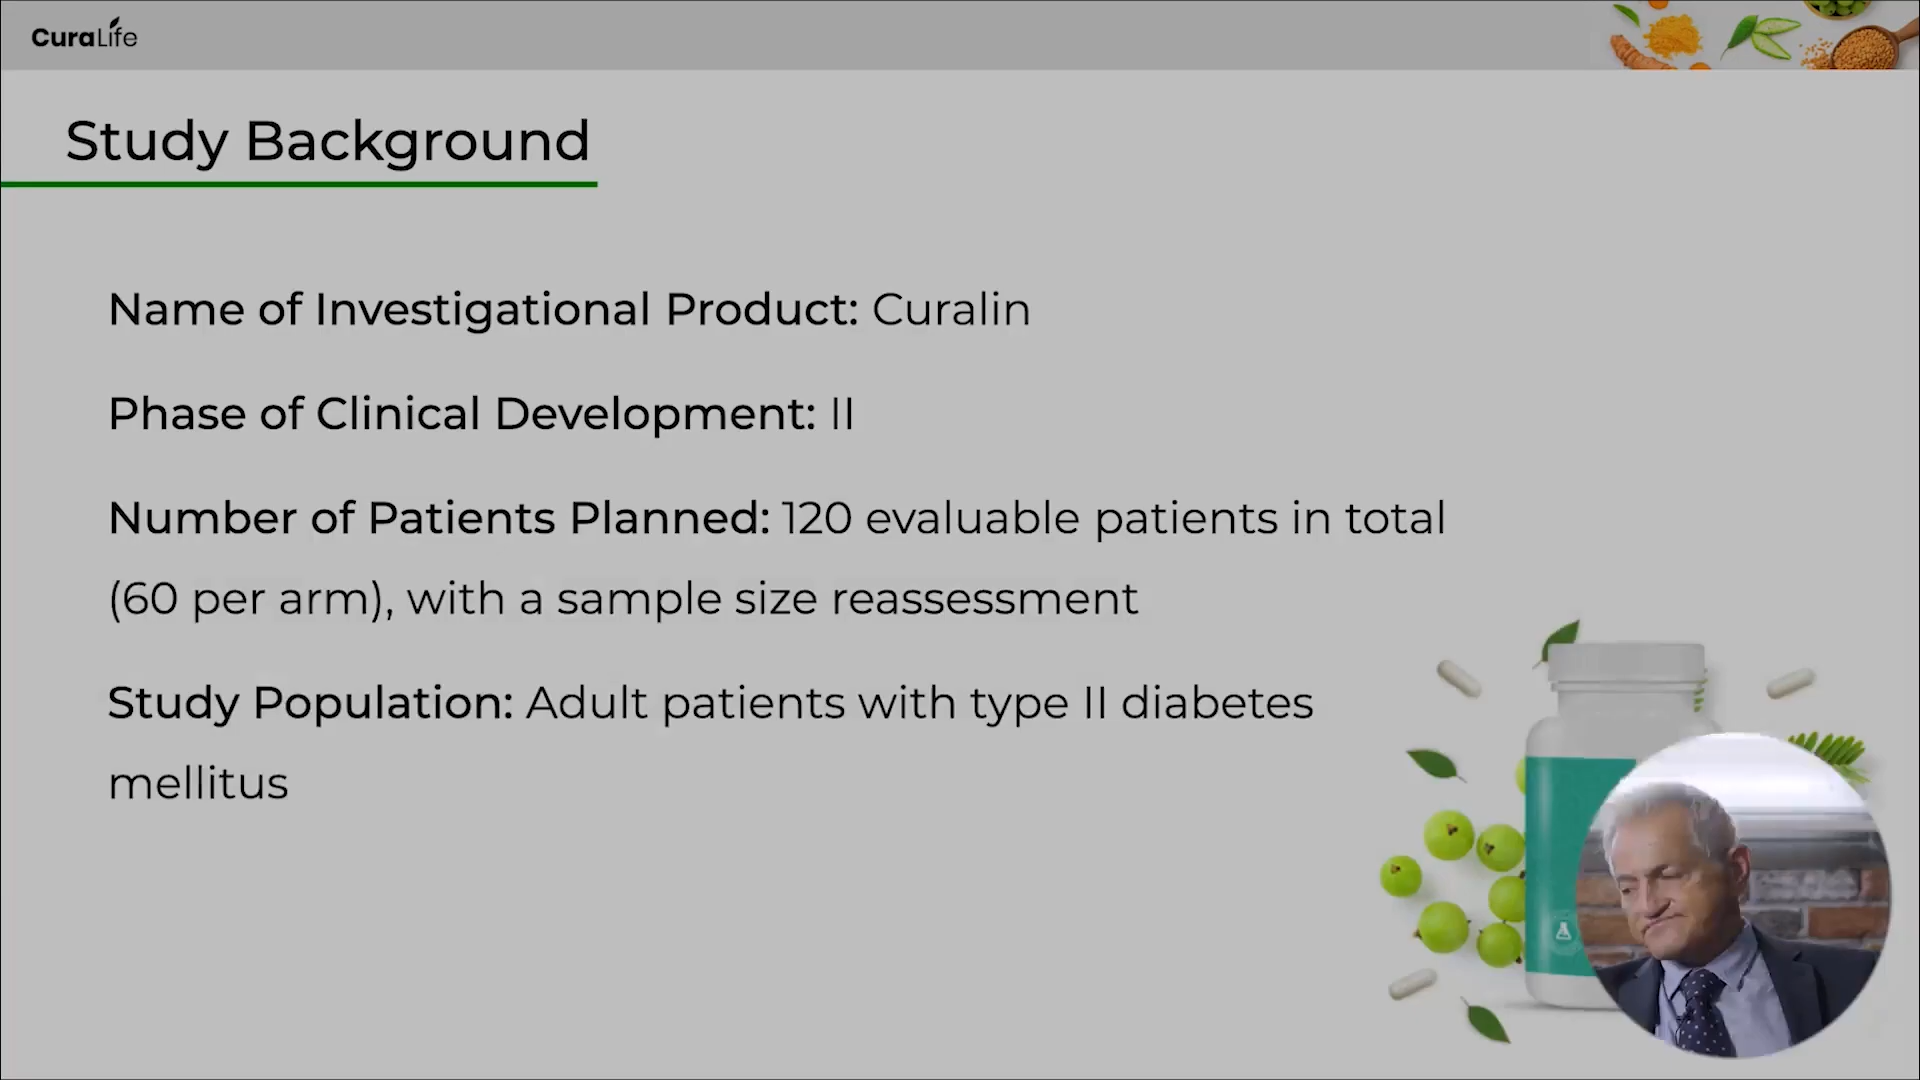 CuraLife
Study Background
Name of Investigational Product: Curalin
Phase of Clinical Development: II
Number of Patients Planned: 120 evaluable patients in total
(60 per arm), with a sample size reassessment
Study Population: Adult patients with type II diabetes
mellitus